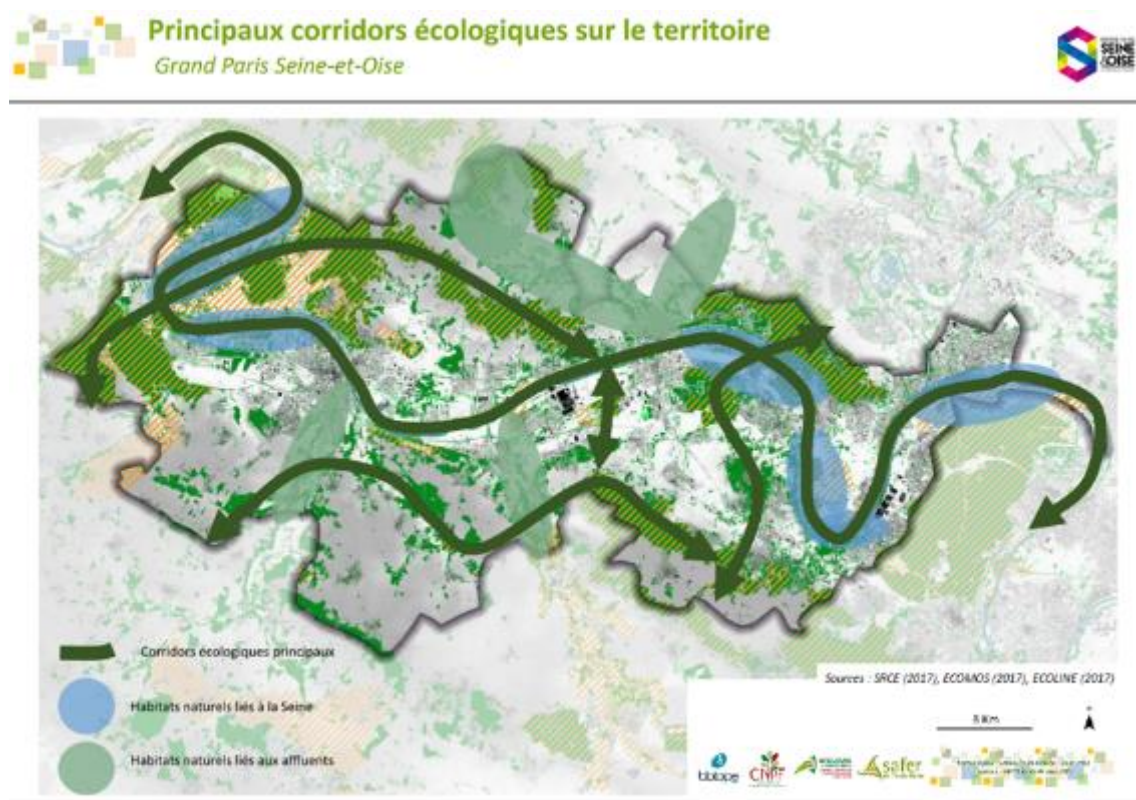 Principaux corridors écologiques sur le territoire
Grand Paris Seine-et-Oise
SEINE
&OISE
Corridors écologiques principaux
Habitats naturels liés à la Seine
Habitats naturels liés aux affluents
Sources : SRCE (2017), ECOMOS (2017), ECOLINE (2017)
biotope
CNPF
safer